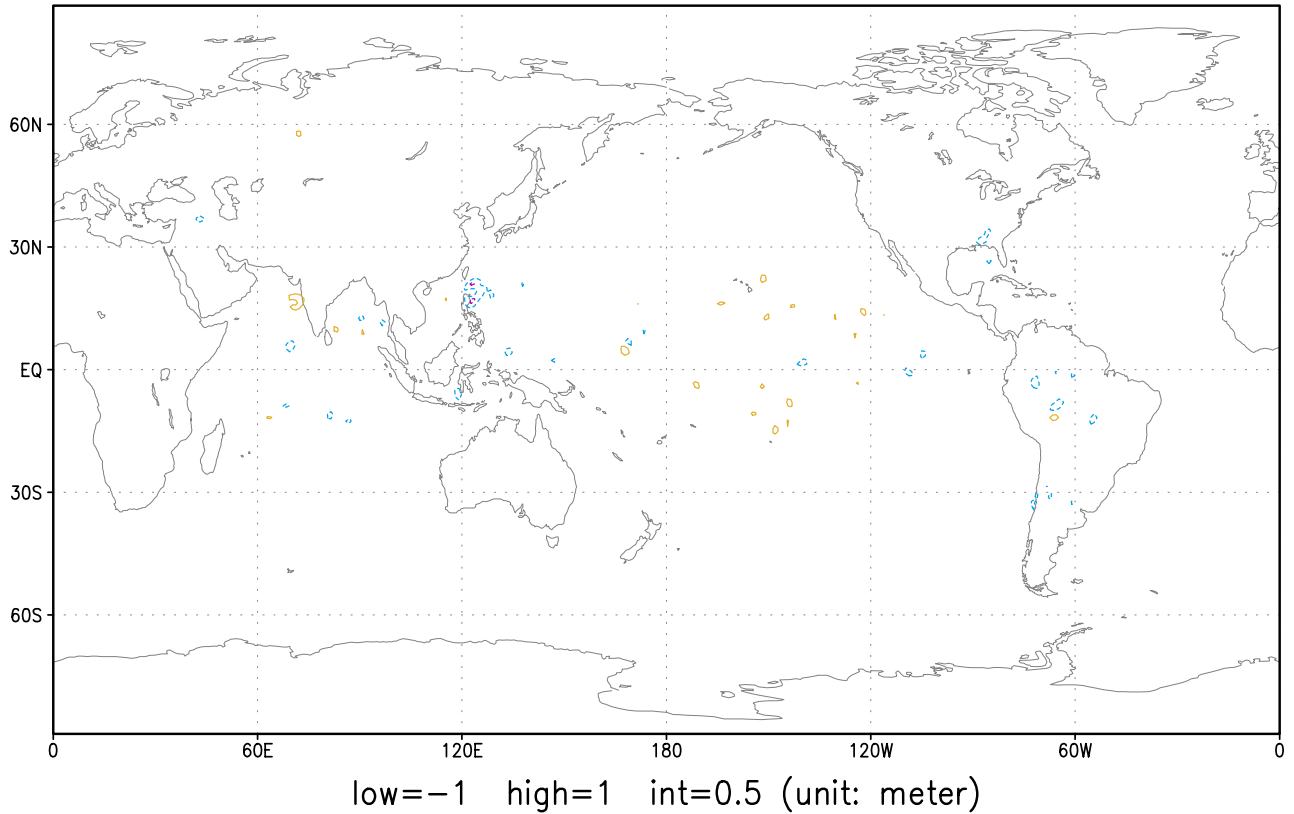 60N
30N
EQ
30S
60S
0 60E 120E 180 120W 60W 0
low=−1 high=1 int=0.5 (unit: meter)